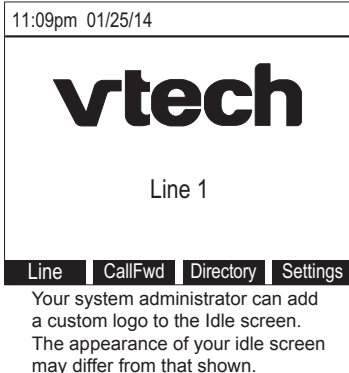 11:09pm 01/25/14
vtech
Line 1
Line CallFwd Directory Settings
Your system administrator can add
a custom logo to the Idle screen.
The appearance of your idle screen
may differ from that shown.